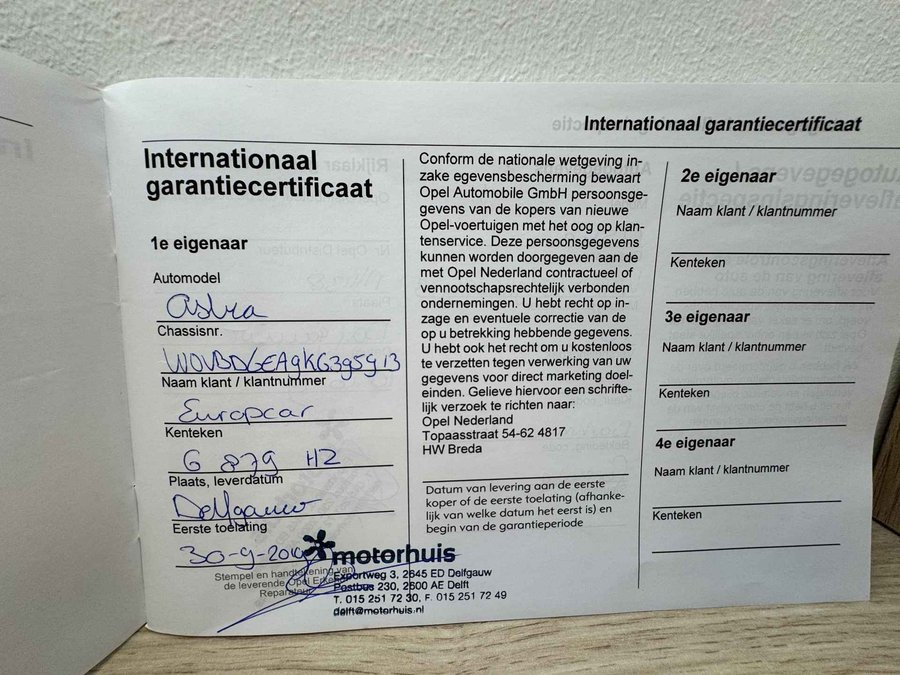 Internationaal garantiecertificaat
Internationaal
garantiecertificaat
1e eigenaar
Automodel
Astra
Chassisnr.
Naam klant / klantnummer
Europcar
Kenteken
G 879 HZ
Plaats, leverdatum
Delfgauw
Eerste toelating
30-9-2019
Stempel en handtekening van
de leverende Opel Erkend
Reparateur
motorhuis
Exportweg 3, 2645 ED Delfgauw
Postbus 230, 2600 AE Delft
T. 015 251 72 30, F. 015 251 72 49
delft@motorhuis.nl
Conform de nationale wetgeving in-
zake egevensbescherming bewaart
Opel Automobile GmbH persoonsge-
gevens van de kopers van nieuwe
Opel-voertuigen met het oog op klan-
tenservice. Deze persoonsgegevens
kunnen worden doorgegeven aan de
met Opel Nederland contractueel of
vennootschapsrechtelijk verbonden
ondernemingen. U hebt recht op in-
zage en eventuele correctie van de
op u betrekking hebbende gegevens.
U hebt ook het recht om u kostenloos
te verzetten tegen verwerking van uw
gegevens voor direct marketing doel-
einden. Gelieve hiervoor een schrifte-
lijk verzoek te richten naar:
Opel Nederland
Topaasstraat 54-62 4817
HW Breda
Datum van levering aan de eerste
koper of de eerste toelating (afhanke-
lijk van welke datum het eerst is) en
begin van de garantieperiode
2e eigenaar
Naam klant / klantnummer
Kenteken
3e eigenaar
Naam klant / klantnummer
Kenteken
4e eigenaar
Naam klant / klantnummer
Kenteken